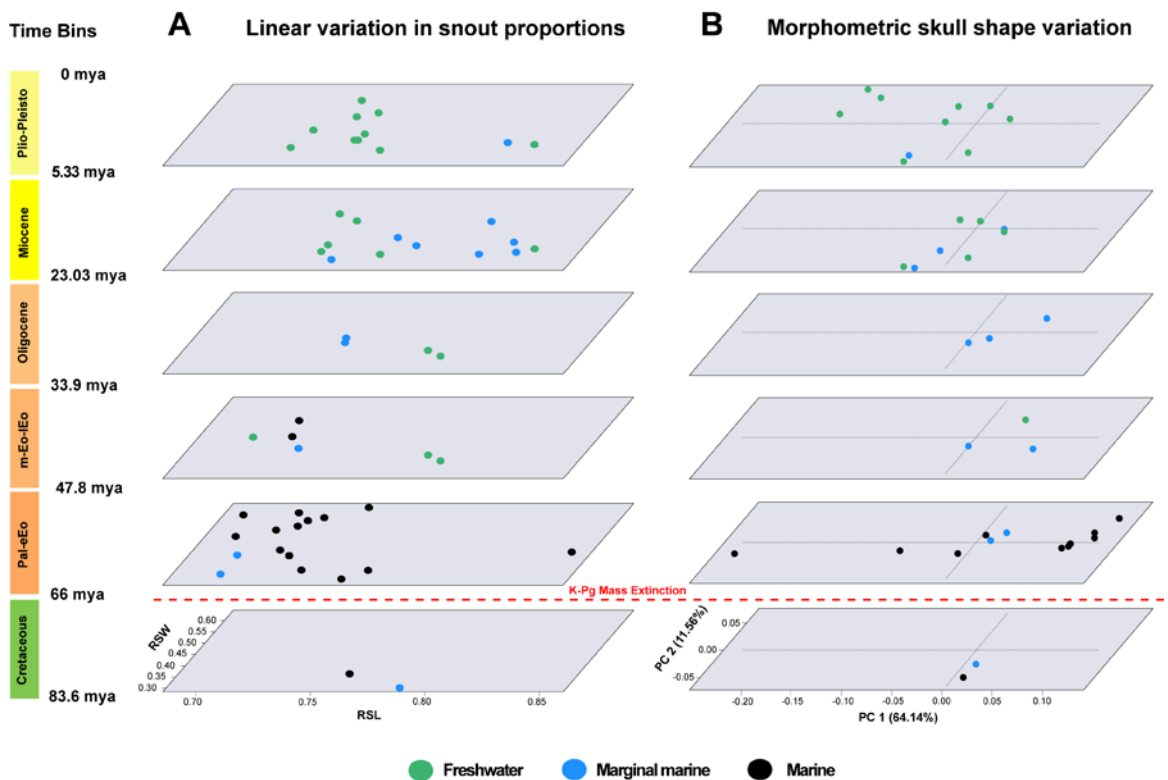 Time Bins
A
Linear variation in snout proportions
B
Morphometric skull shape variation
0 mya
Plio-Pleisto
5.33 mya
Miocene
23.03 mya
Oligocene
33.9 mya
m-Eo-lEo
47.8 mya
Pal-eEo
66 mya
K-Pg Mass Extinction
Cretaceous
83.6 mya
RSW
0.60
0.55
0.50
0.45
0.40
0.35
0.30
0.70
0.75
0.80
0.85
RSL
PC 2 (11.56%)
0.05
0.00
-0.05
-0.20
-0.15
-0.10
-0.05
0.00
0.05
0.10
PC 1 (64.14%)
Freshwater
Marginal marine
Marine